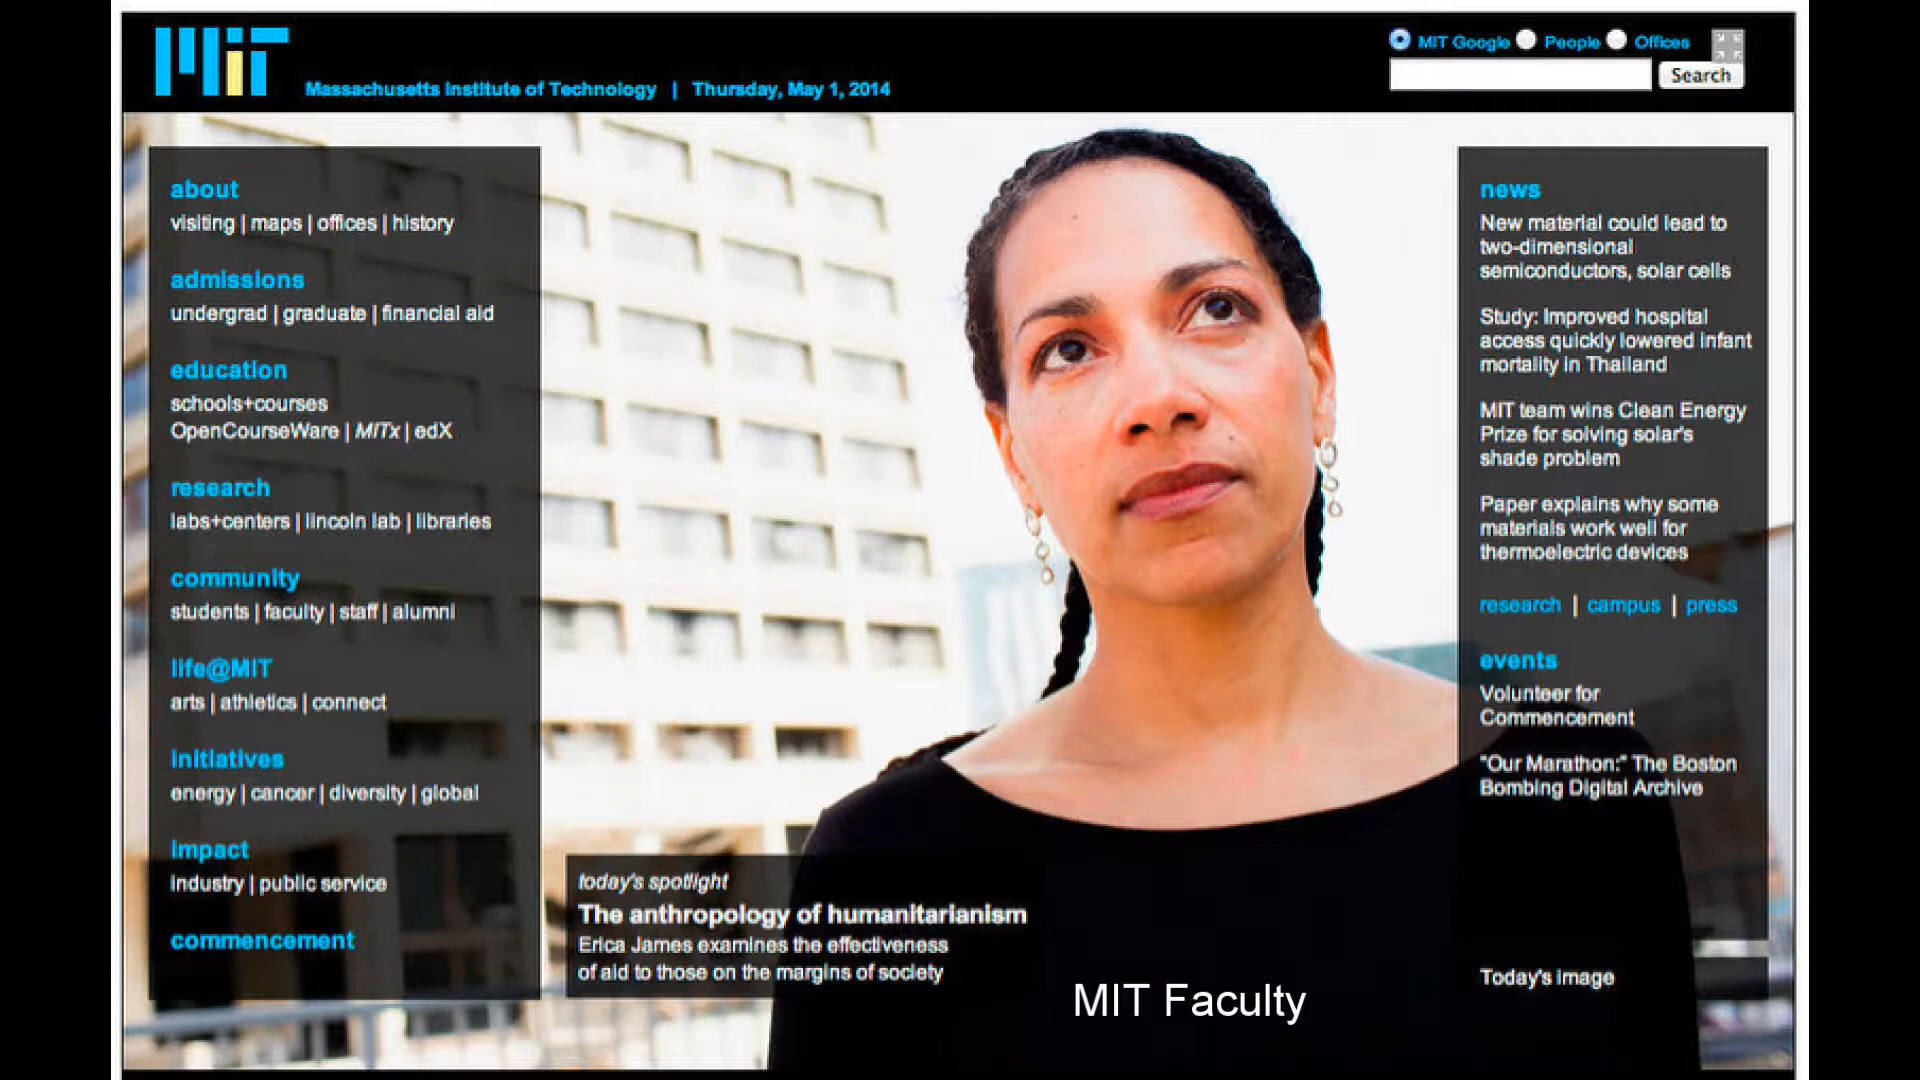 MIT
Massachusetts Institute of Technology | Thursday, May 1, 2014
MIT Google People Offices
Search
about
visiting | maps | offices | history
admissions
undergrad | graduate | financial aid
education
schools+courses
OpenCourseWare | MITx | edX
research
labs+centers | lincoln lab | libraries
community
students | faculty | staff | alumni
life@MIT
arts | athletics | connect
initiatives
energy | cancer | diversity | global
impact
industry | public service
commencement
today's spotlight
The anthropology of humanitarianism
Erica James examines the effectiveness
of aid to those on the margins of society
MIT Faculty
news
New material could lead to
two-dimensional
semiconductors, solar cells
Study: Improved hospital
access quickly lowered infant
mortality in Thailand
MIT team wins Clean Energy
Prize for solving solar's
shade problem
Paper explains why some
materials work well for
thermoelectric devices
research | campus | press
events
Volunteer for
Commencement
"Our Marathon:" The Boston
Bombing Digital Archive
Today's image